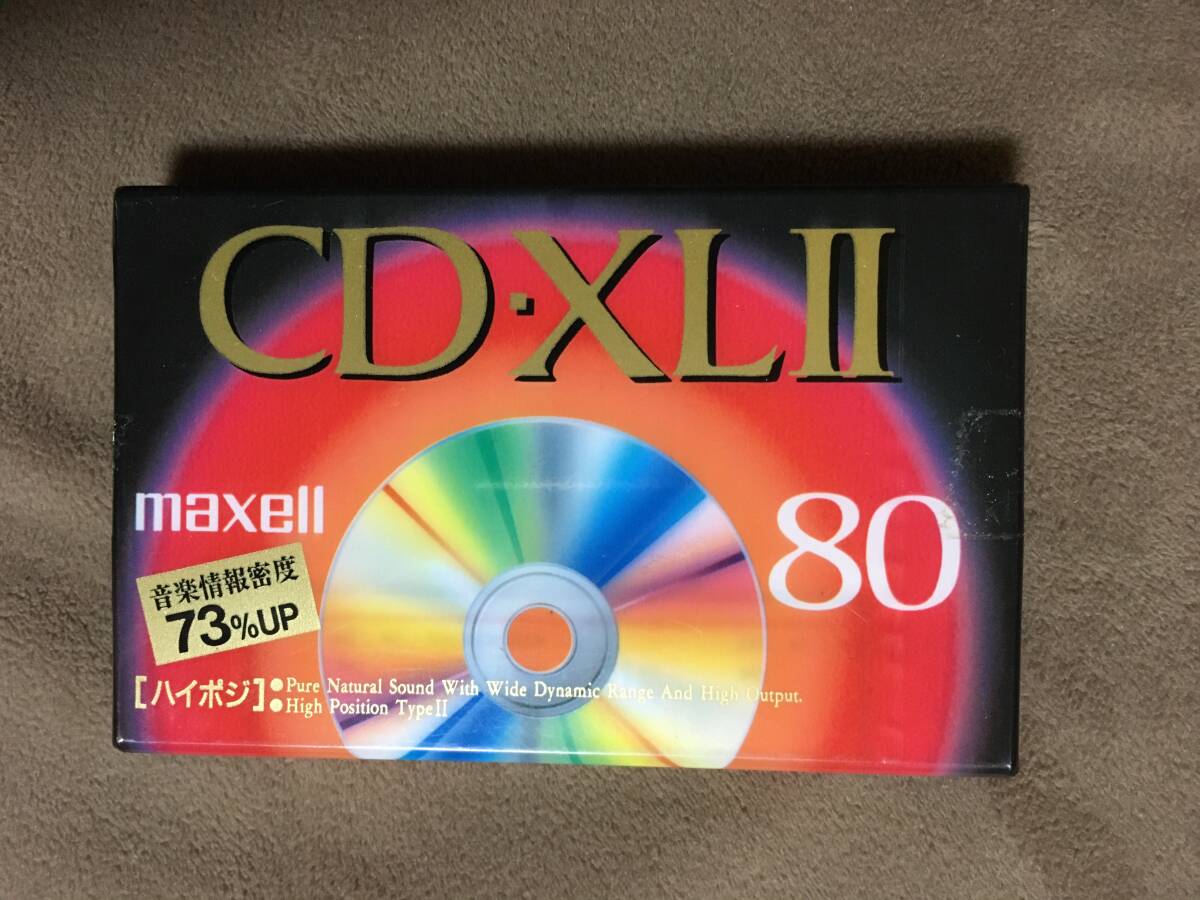 CD·XLII
maxell
80
音楽情報密度
73%UP
[ハイポジ]:
●Pure Natural Sound With Wide Dynamic Range And High Output.
●High Position TypeII